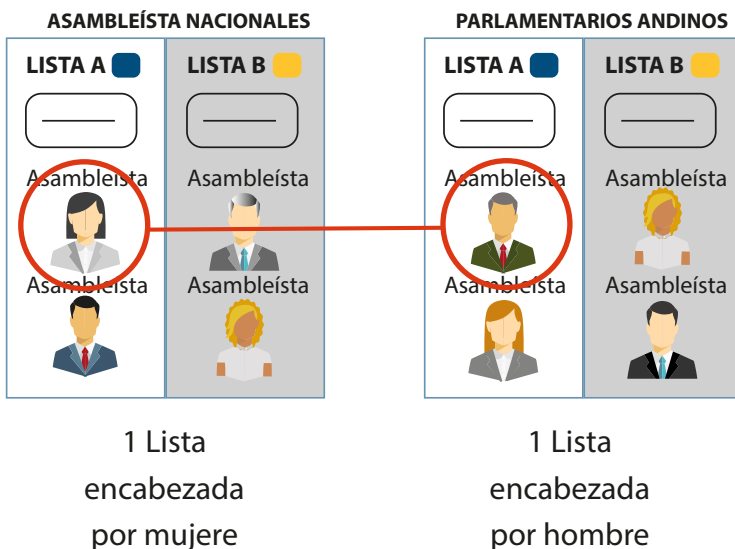 ASAMBLEÍSTA NACIONALES
LISTA A
LISTA B
Asambleísta
Asambleísta
Asambleísta
Asambleísta
1 Lista
encabezada
por mujere
PARLAMENTARIOS ANDINOS
LISTA A
LISTA B
Asambleísta
Asambleísta
Asambleísta
Asambleísta
1 Lista
encabezada
por hombre